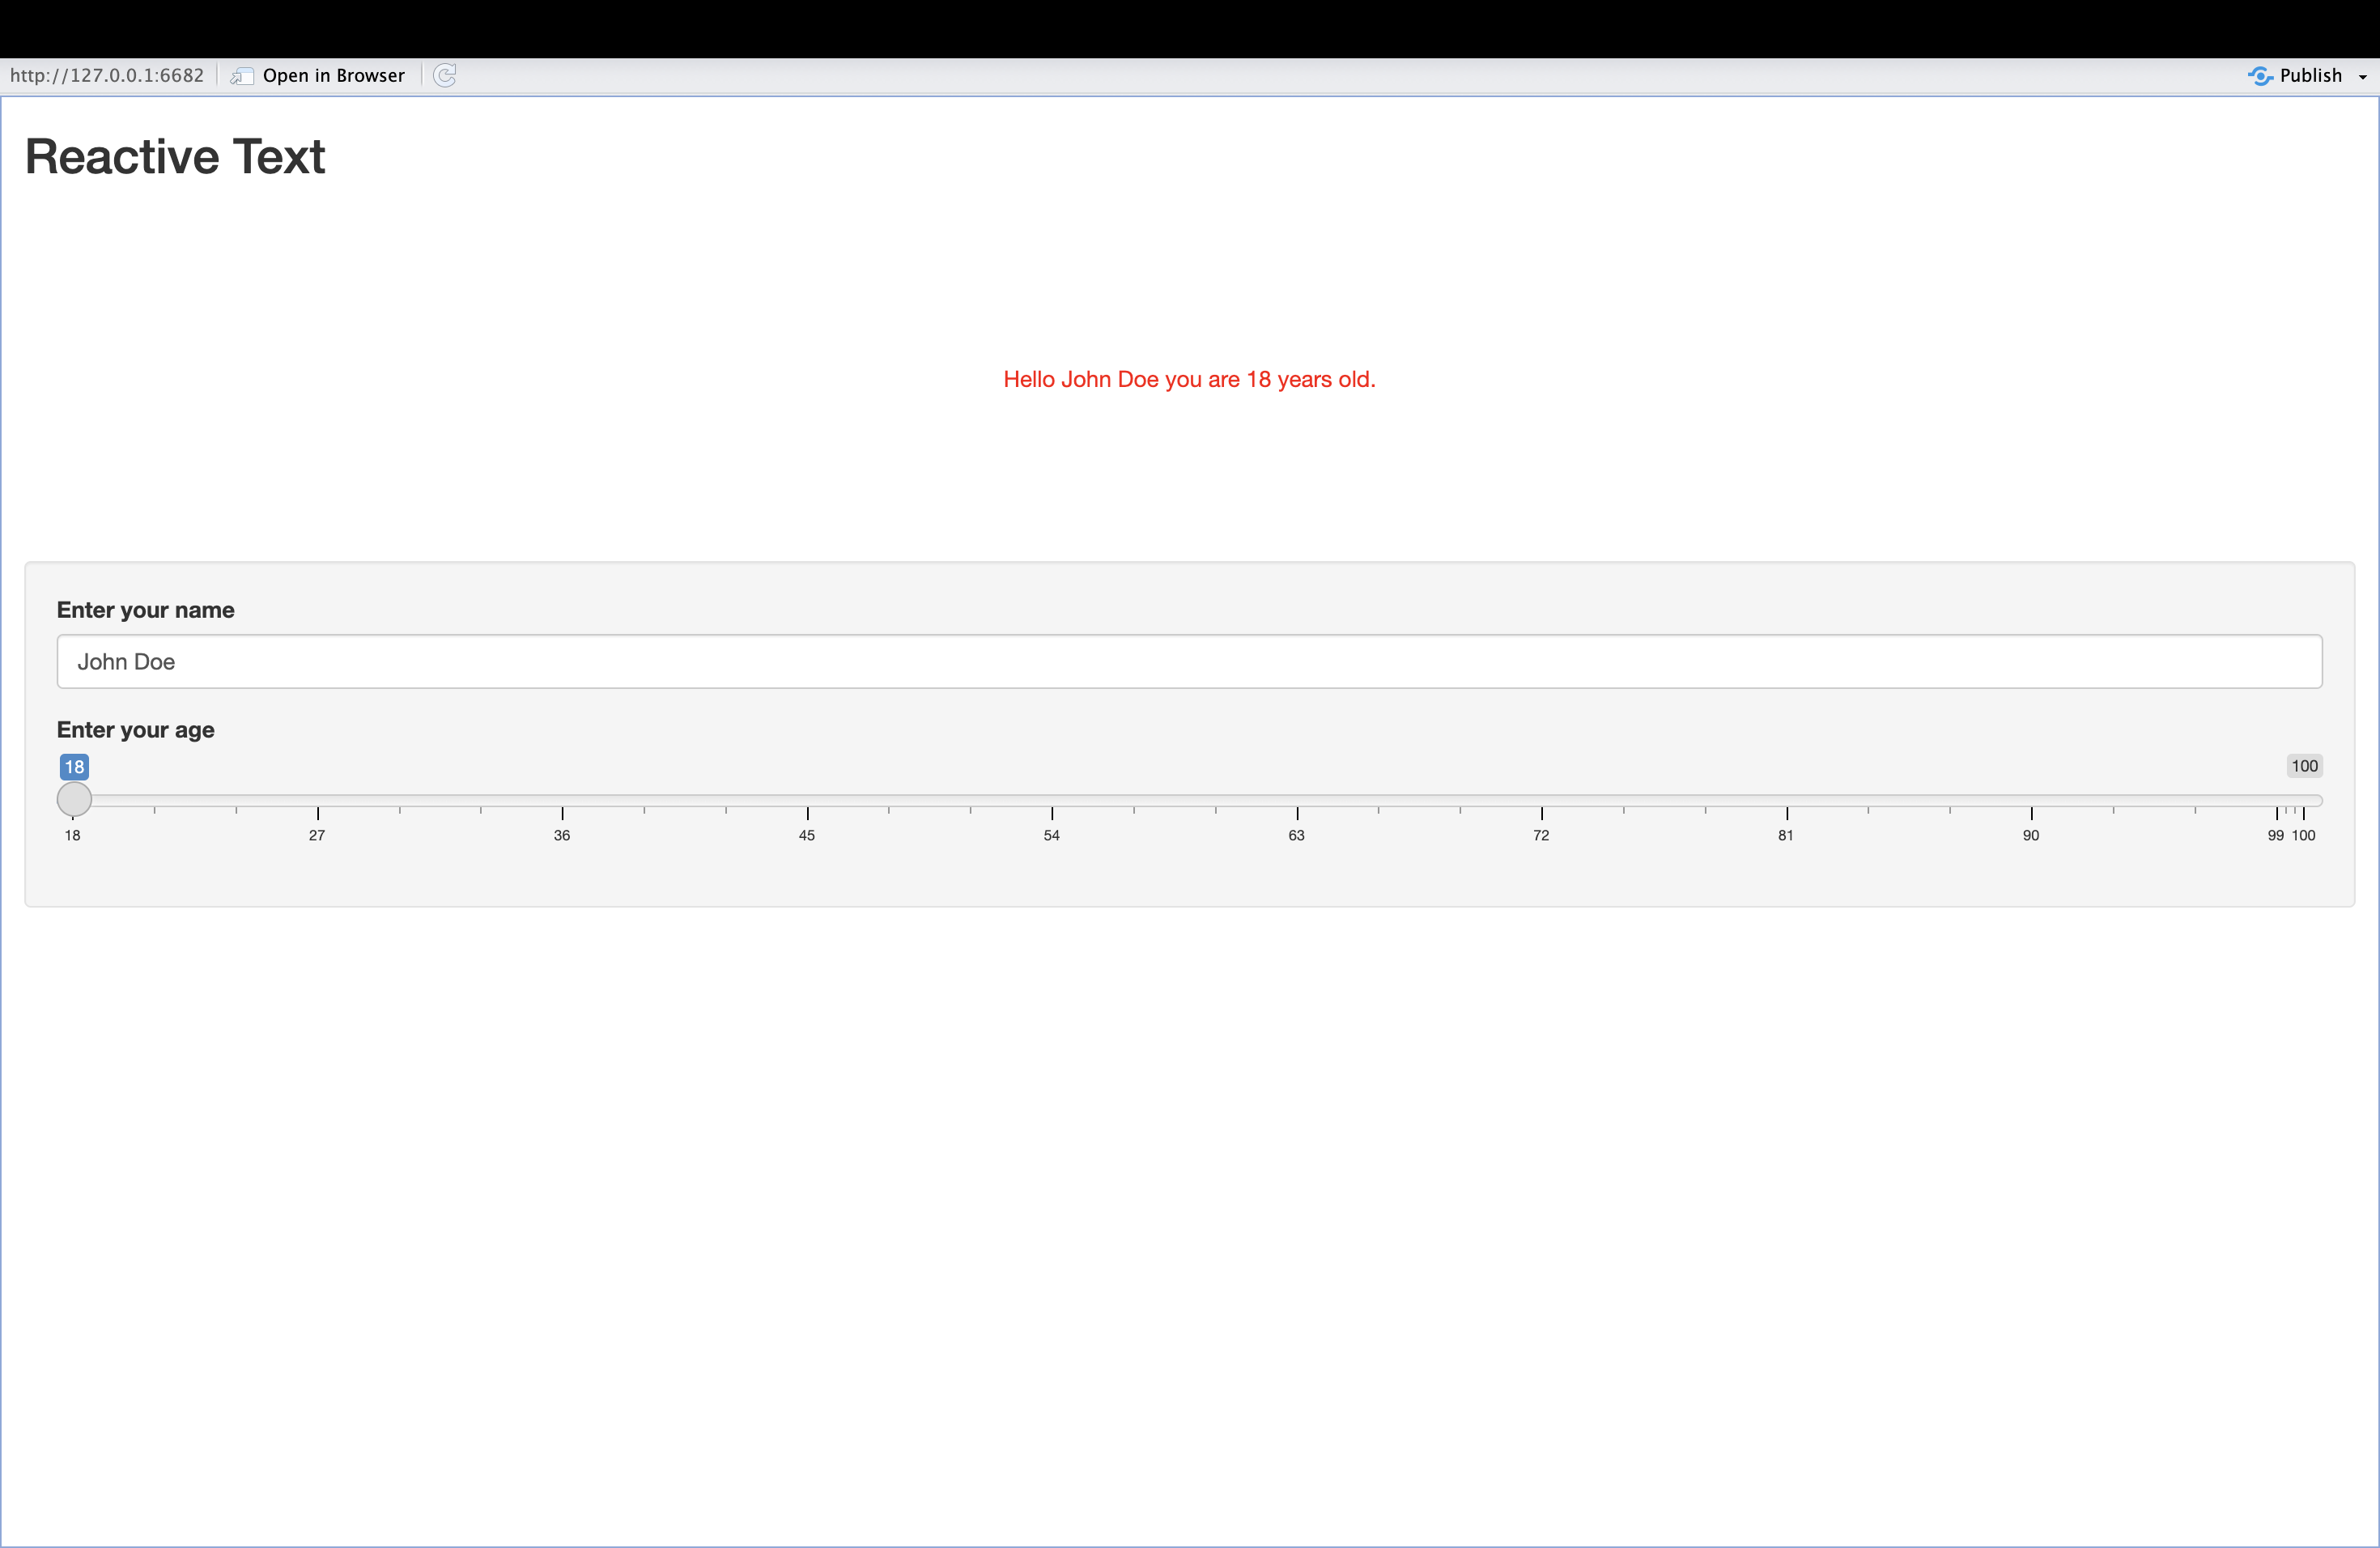 http://127.0.0.1:6682 Open in Browser Publish
Reactive Text
Hello John Doe you are 18 years old.
Enter your name
John Doe
Enter your age
18 100
18 27 36 45 54 63 72 81 90 99 100